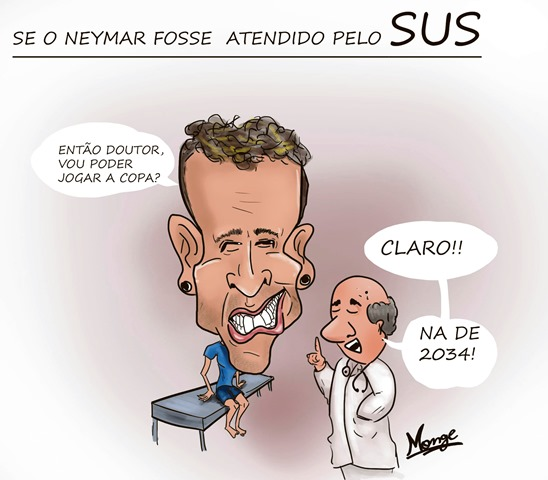 SE O NEYMAR FOSSE ATENDIDO PELO SUS
ENTÃO DOUTOR,
VOU PODER
JOGAR A COPA?
CLARO!!
NA DE
2034!
Monge